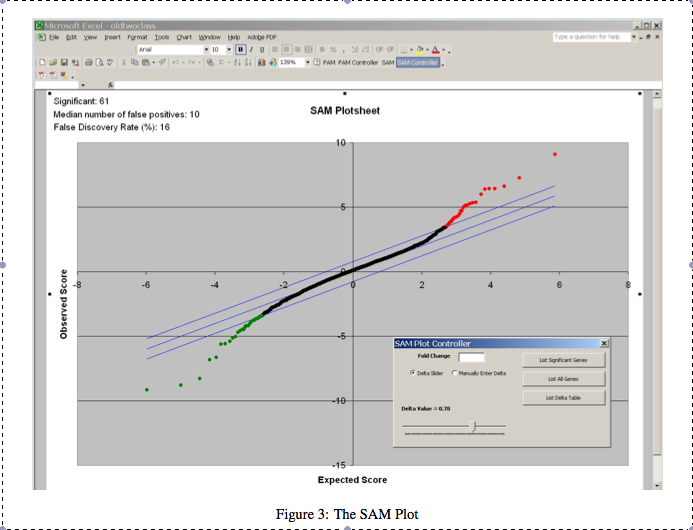 Microsoft Excel - oldtwoclass
File Edit View Insert Format Tools Chart Window Help Adobe PDF
Type a question for help
Arial 10 B I U
139% PAM PAM Controller SAM SAM Controller
fx
Significant: 61
Median number of false positives: 10
False Discovery Rate (%): 16
SAM Plotsheet
10
5
0
-8 -6 -4 -2 0 2 4 6 8
Observed Score
-5
-10
-15
SAM Plot Controller
Fold Change
List Significant Genes
Delta Slider Manually Enter Delta
List All Genes
List Delta Table
Delta Value = 0.78
Expected Score
Figure 3: The SAM Plot